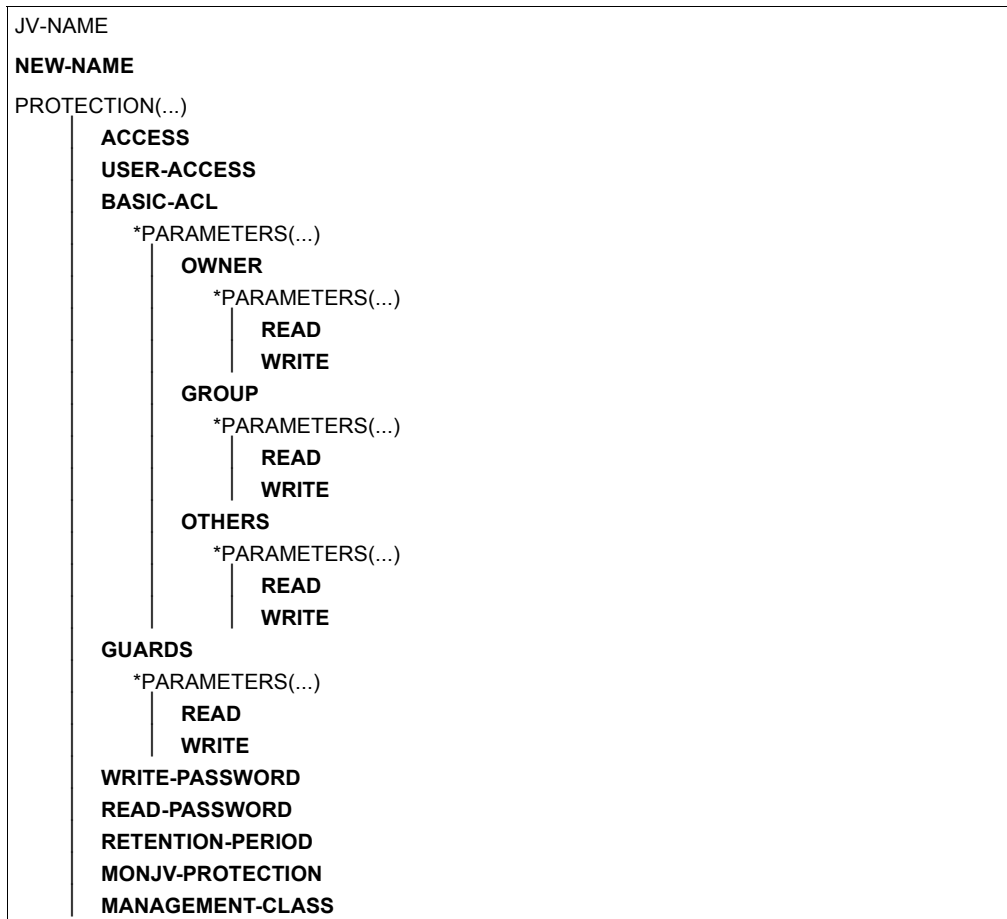 JV-NAME
NEW-NAME
PROTECTION(...)
ACCESS
USER-ACCESS
BASIC-ACL
*PARAMETERS(...)
OWNER
*PARAMETERS(...)
READ
WRITE
GROUP
*PARAMETERS(...)
READ
WRITE
OTHERS
*PARAMETERS(...)
READ
WRITE
GUARDS
*PARAMETERS(...)
READ
WRITE
WRITE-PASSWORD
READ-PASSWORD
RETENTION-PERIOD
MONJV-PROTECTION
MANAGEMENT-CLASS